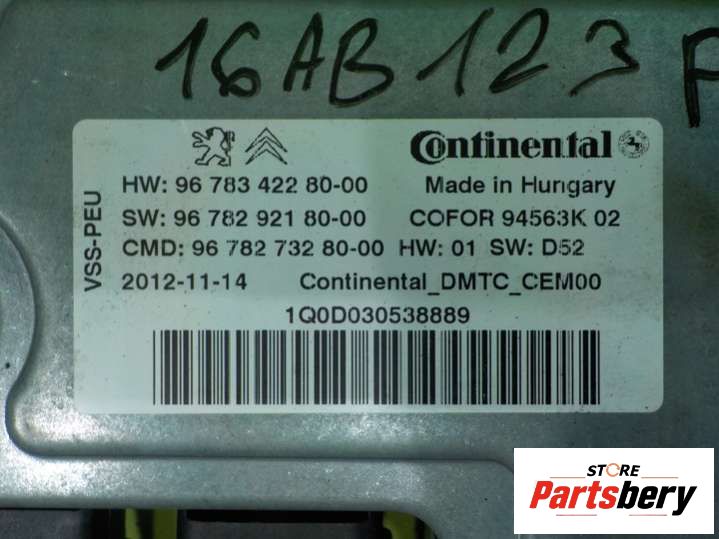 16AB123 F
Continental
HW: 96 783 422 80-00 Made in Hungary
SW: 96 782 921 80-00 COFOR 94563K 02
CMD: 96 782 732 80-00 HW: 01 SW: D52
2012-11-14 Continental_DMTC_CEM00
1Q0D030538889
VSS-PEU
STORE
Partsbery